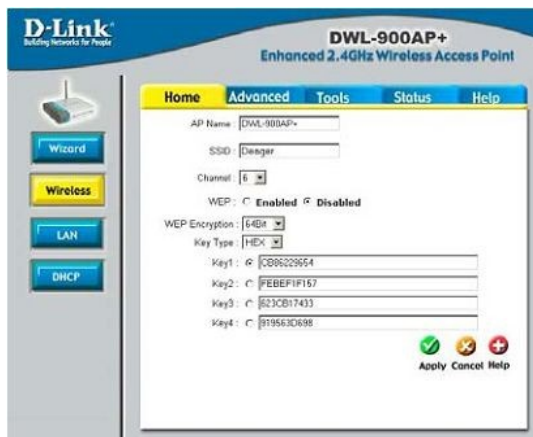 D-Link
Building Networks for People
DWL-900AP+
Enhanced 2.4GHz Wireless Access Point
Home Advanced Tools Status Help
Wizard
Wireless
LAN
DHCP
AP Name : DWL-900AP+
SSID :
Channel : 6
WEP : Enabled Disabled
WEP Encryption : 64Bit
Key Type : HEX
Key1 : CB86229654
Key2 : FEBEF1F157
Key3 : 623CB17433
Key4 : 919563D698
Apply Cancel Help